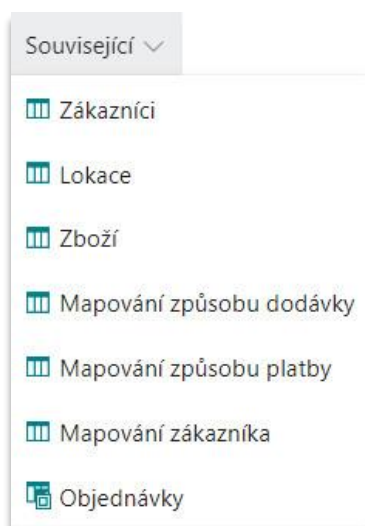 Související
Zákazníci
Lokace
Zboží
Mapování způsobu dodávky
Mapování způsobu platby
Mapování zákazníka
Objednávky